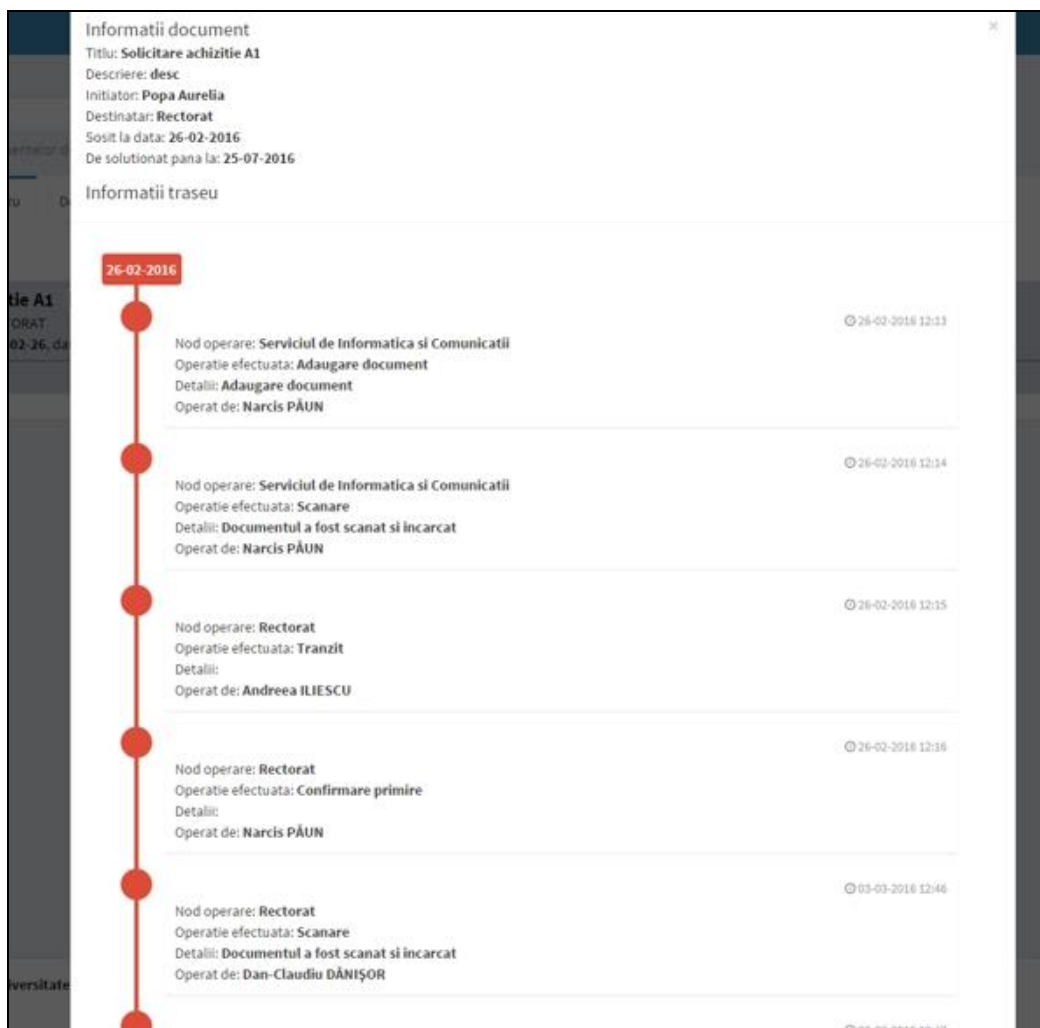 Informatii document
×
Titlu: Solicitare achizitie A1
Descriere: desc
Initiator: Popa Aurelia
Destinatar: Rectorat
Sosit la data: 26-02-2016
De solutionat pana la: 25-07-2016
Informatii traseu
26-02-2016
26-02-2016 12:13
Nod operare: Serviciul de Informatica si Comunicatii
Operatie efectuata: Adaugare document
Detalii: Adaugare document
Operat de: Narcis PĂUN
26-02-2016 12:14
Nod operare: Serviciul de Informatica si Comunicatii
Operatie efectuata: Scanare
Detalii: Documentul a fost scanat si incarcat
Operat de: Narcis PĂUN
26-02-2016 12:15
Nod operare: Rectorat
Operatie efectuata: Tranzit
Detalii:
Operat de: Andreea ILIESCU
26-02-2016 12:16
Nod operare: Rectorat
Operatie efectuata: Confirmare primire
Detalii:
Operat de: Narcis PĂUN
03-03-2016 12:46
Nod operare: Rectorat
Operatie efectuata: Scanare
Detalii: Documentul a fost scanat si incarcat
Operat de: Dan-Claudiu DĂNIŞOR
tie A1
ORAT
02-26, da
iversitate